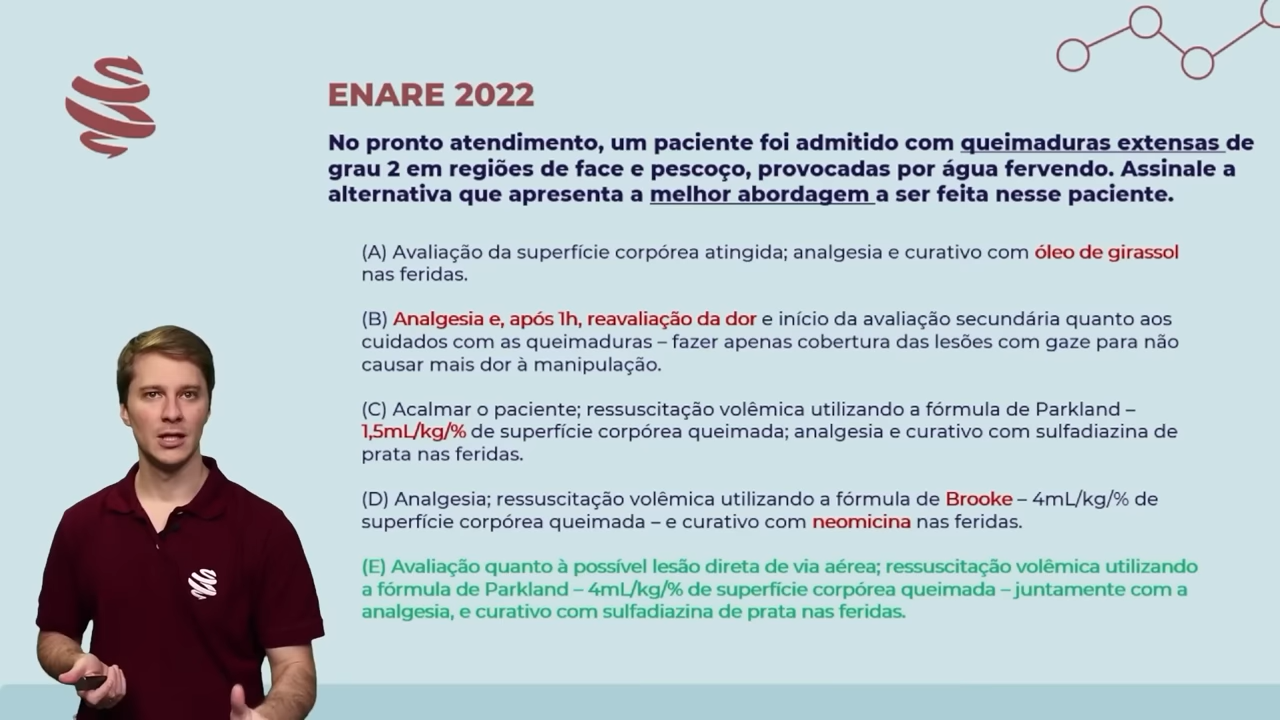 ENARE 2022
No pronto atendimento, um paciente foi admitido com queimaduras extensas de
grau 2 em regiões de face e pescoço, provocadas por água fervendo. Assinale a
alternativa que apresenta a melhor abordagem a ser feita nesse paciente.
(A) Avaliação da superfície corpórea atingida; analgesia e curativo com óleo de girassol
nas feridas.
(B) Analgesia e, após 1h, reavaliação da dor e início da avaliação secundária quanto aos
cuidados com as queimaduras – fazer apenas cobertura das lesões com gaze para não
causar mais dor à manipulação.
(C) Acalmar o paciente; ressuscitação volêmica utilizando a fórmula de Parkland –
1,5mL/kg/% de superfície corpórea queimada; analgesia e curativo com sulfadiazina de
prata nas feridas.
(D) Analgesia; ressuscitação volêmica utilizando a fórmula de Brooke – 4mL/kg/% de
superfície corpórea queimada – e curativo com neomicina nas feridas.
(E) Avaliação quanto à possível lesão direta de via aérea; ressuscitação volêmica utilizando
a fórmula de Parkland – 4mL/kg/% de superfície corpórea queimada – juntamente com a
analgesia, e curativo com sulfadiazina de prata nas feridas.